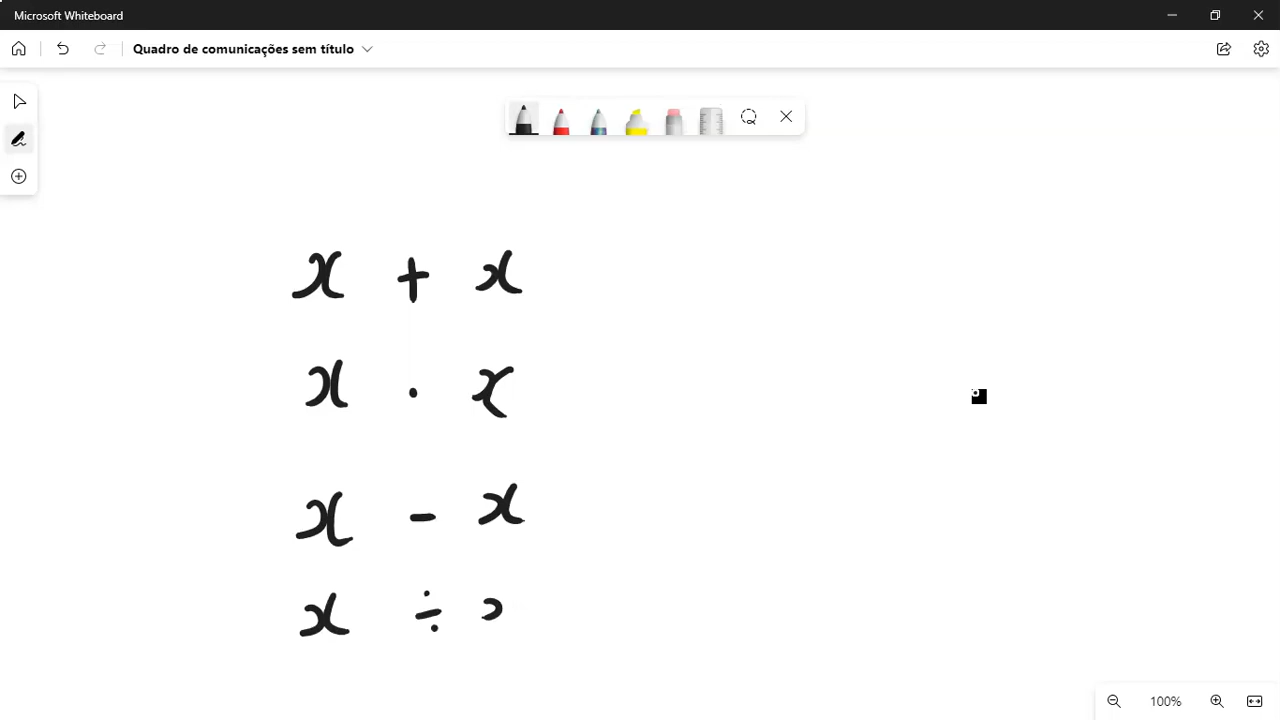 Microsoft Whiteboard
Quadro de comunicações sem título
x + x
x · x
x - x
x ÷
100%